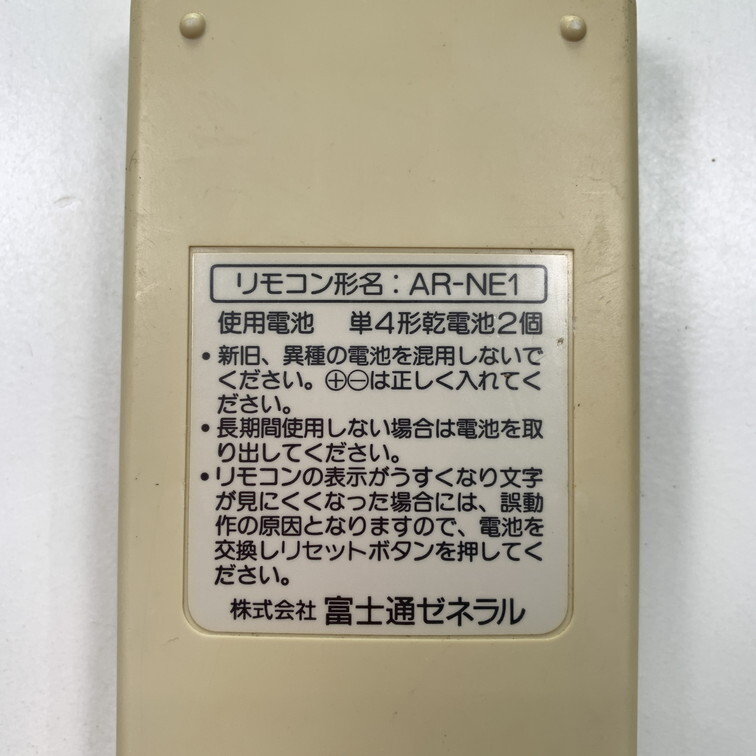 リモコン形名：AR-NE1
使用電池　単4形乾電池2個
• 新旧、異種の電池を混用しないで
ください。⊕⊖は正しく入れてく
ださい。
• 長期間使用しない場合は電池を取
り出してください。
• リモコンの表示がうすくなり文字
が見にくくなった場合には、誤動
作の原因となりますので、電池を
交換しリセットボタンを押してく
ださい。
株式会社 富士通ゼネラル